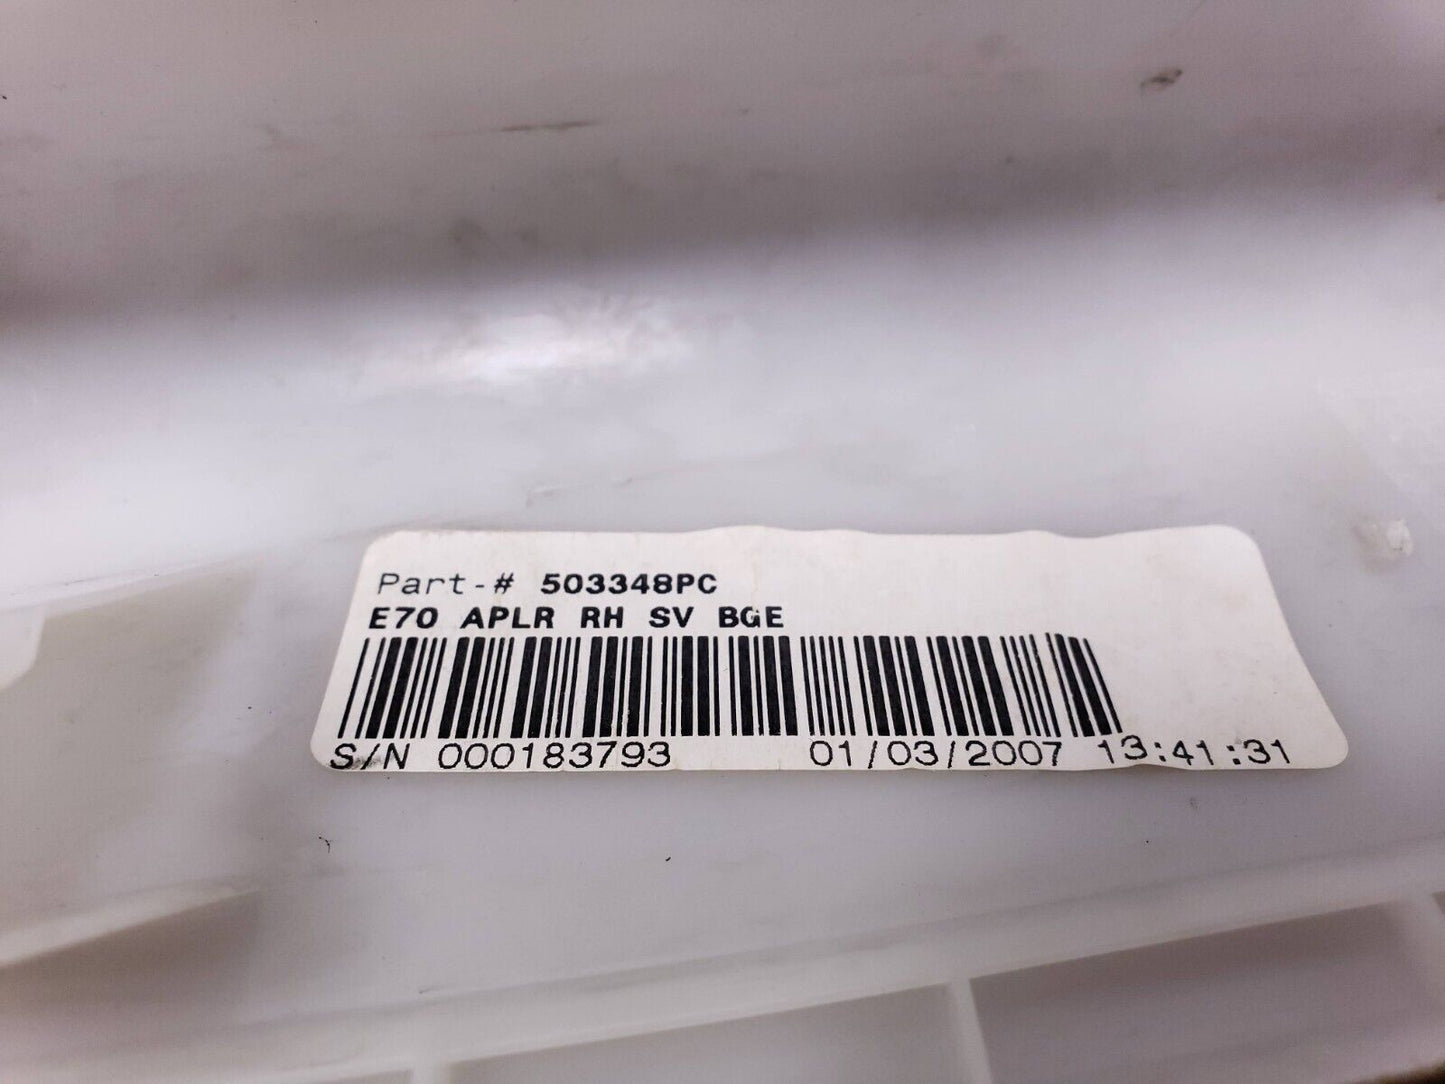 Part-# 503348PC
E70 APLR RH SV BGE
S/N 000183793 01/03/2007 13:41:31